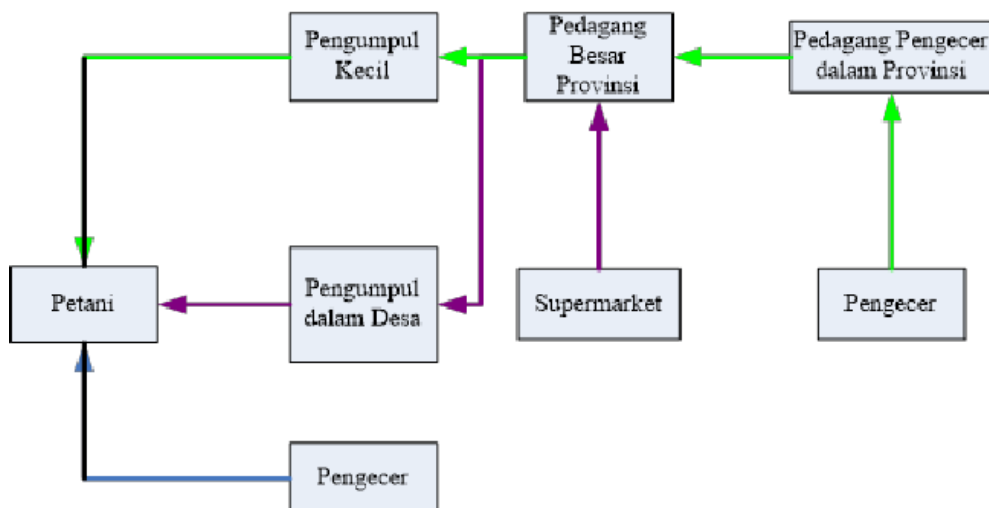 Pengumpul
Kecil
Pedagang
Besar
Provinsi
Pedagang Pengecer
dalam Provinsi
Petani
Pengumpul
dalam Desa
Supermarket
Pengecer
Pengecer